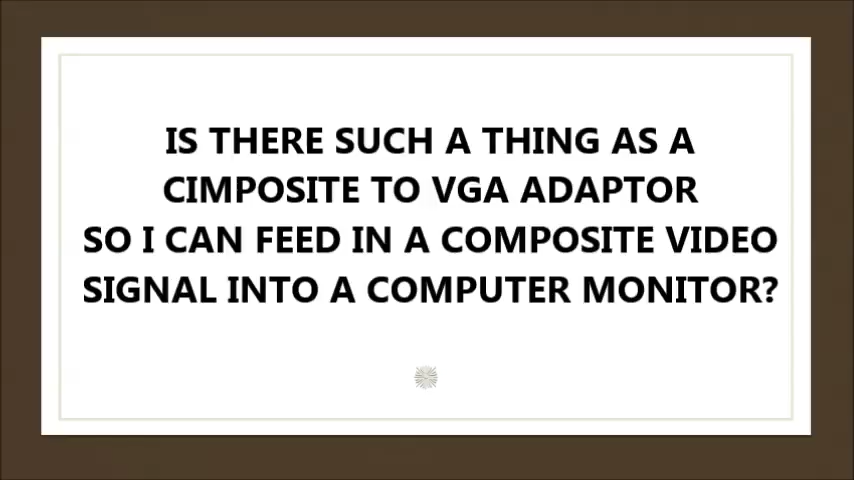 IS THERE SUCH A THING AS A
CIMPOSITE TO VGA ADAPTOR
SO I CAN FEED IN A COMPOSITE VIDEO
SIGNAL INTO A COMPUTER MONITOR?